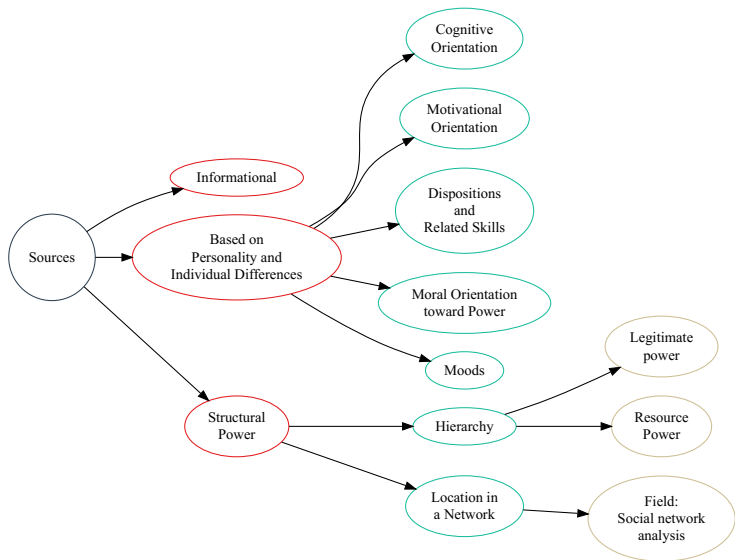 Sources
Informational
Based on
Personality and
Individual Differences
Structural
Power
Cognitive
Orientation
Motivational
Orientation
Dispositions
and
Related Skills
Moral Orientation
toward Power
Moods
Hierarchy
Location in
a Network
Legitimate
power
Resource
Power
Field:
Social network
analysis